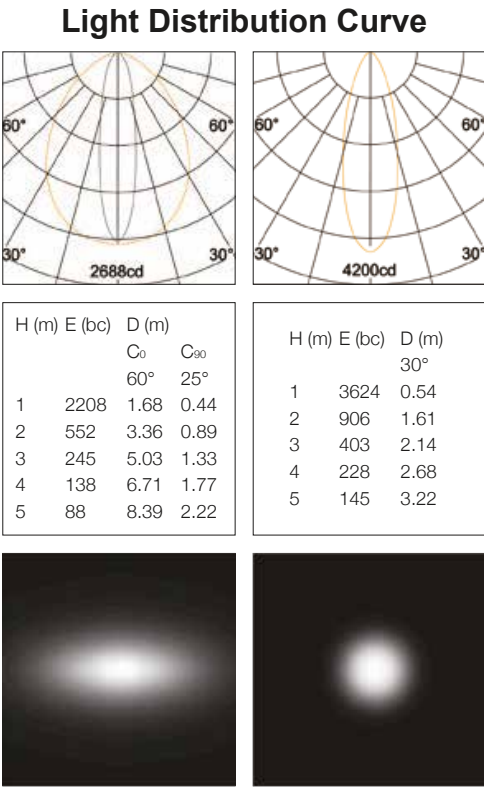 Light Distribution Curve
60° 60°
30° 30°
2688cd
60° 60°
30° 30°
4200cd
H (m) E (bc) D (m)
C0 C90
60° 25°
1 2208 1.68 0.44
2 552 3.36 0.89
3 245 5.03 1.33
4 138 6.71 1.77
5 88 8.39 2.22
H (m) E (bc) D (m)
30°
1 3624 0.54
2 906 1.61
3 403 2.14
4 228 2.68
5 145 3.22